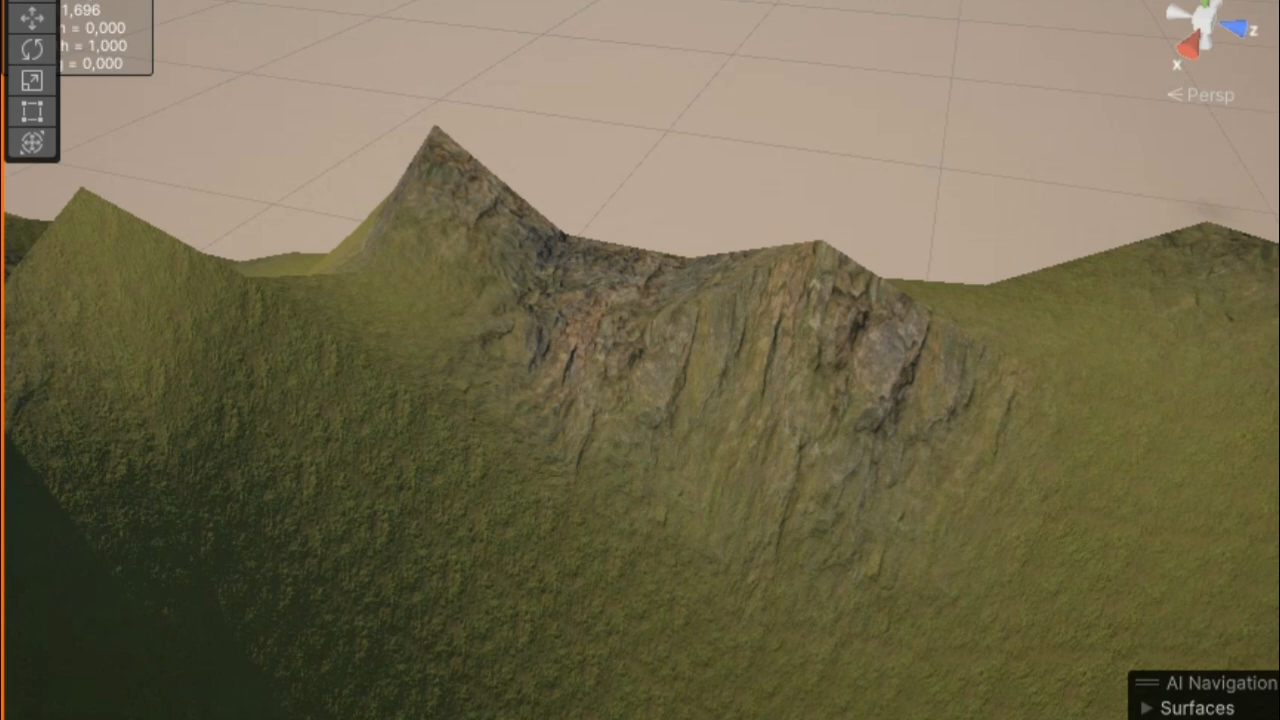 1,696
= 0,000
h = 1,000
= 0,000
z
x
Persp
AI Navigation
Surfaces